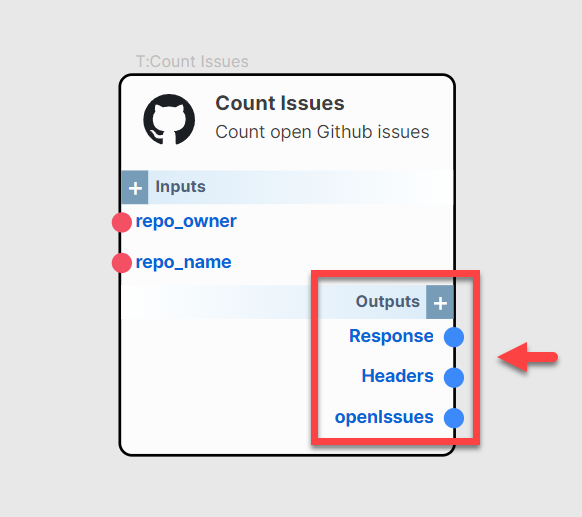 T:Count Issues
Count Issues
Count open Github issues
+ Inputs
repo_owner
repo_name
Outputs +
Response
Headers
openIssues